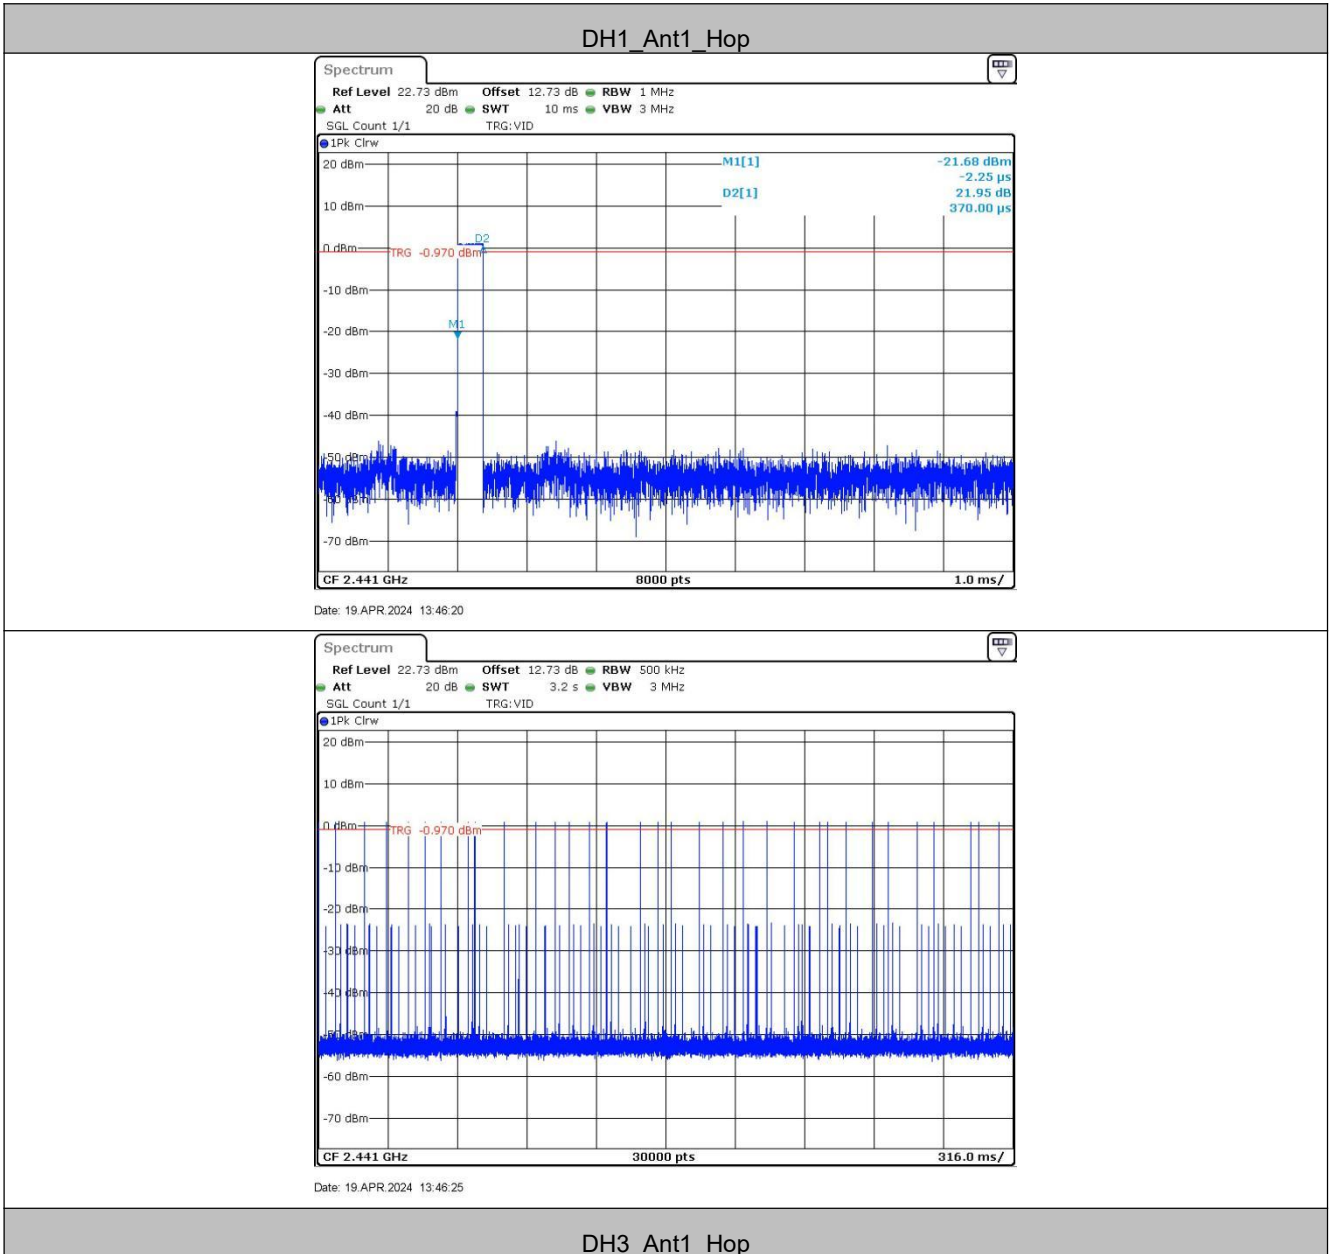 DH1_Ant1_Hop
Spectrum
Ref Level 22.73 dBm Offset 12.73 dB RBW 1 MHz
Att 20 dB SWT 10 ms VBW 3 MHz
SGL Count 1/1 TRG:VID
1Pk Clrw
20 dBm M1[1] -21.68 dBm
-2.25 µs
D2[1] 21.95 dB
10 dBm 370.00 µs
D2
0 dBm
TRG -0.970 dBm
-10 dBm
M1
-20 dBm
-30 dBm
-40 dBm
-50 dBm
-60 dBm
-70 dBm
CF 2.441 GHz 8000 pts 1.0 ms/
Date: 19.APR.2024 13:46:20
Spectrum
Ref Level 22.73 dBm Offset 12.73 dB RBW 500 kHz
Att 20 dB SWT 3.2 s VBW 3 MHz
SGL Count 1/1 TRG:VID
1Pk Clrw
20 dBm
10 dBm
0 dBm
TRG -0.970 dBm
-10 dBm
-20 dBm
-30 dBm
-40 dBm
-50 dBm
-60 dBm
-70 dBm
CF 2.441 GHz 30000 pts 316.0 ms/
Date: 19.APR.2024 13:46:25
DH3_Ant1_Hop